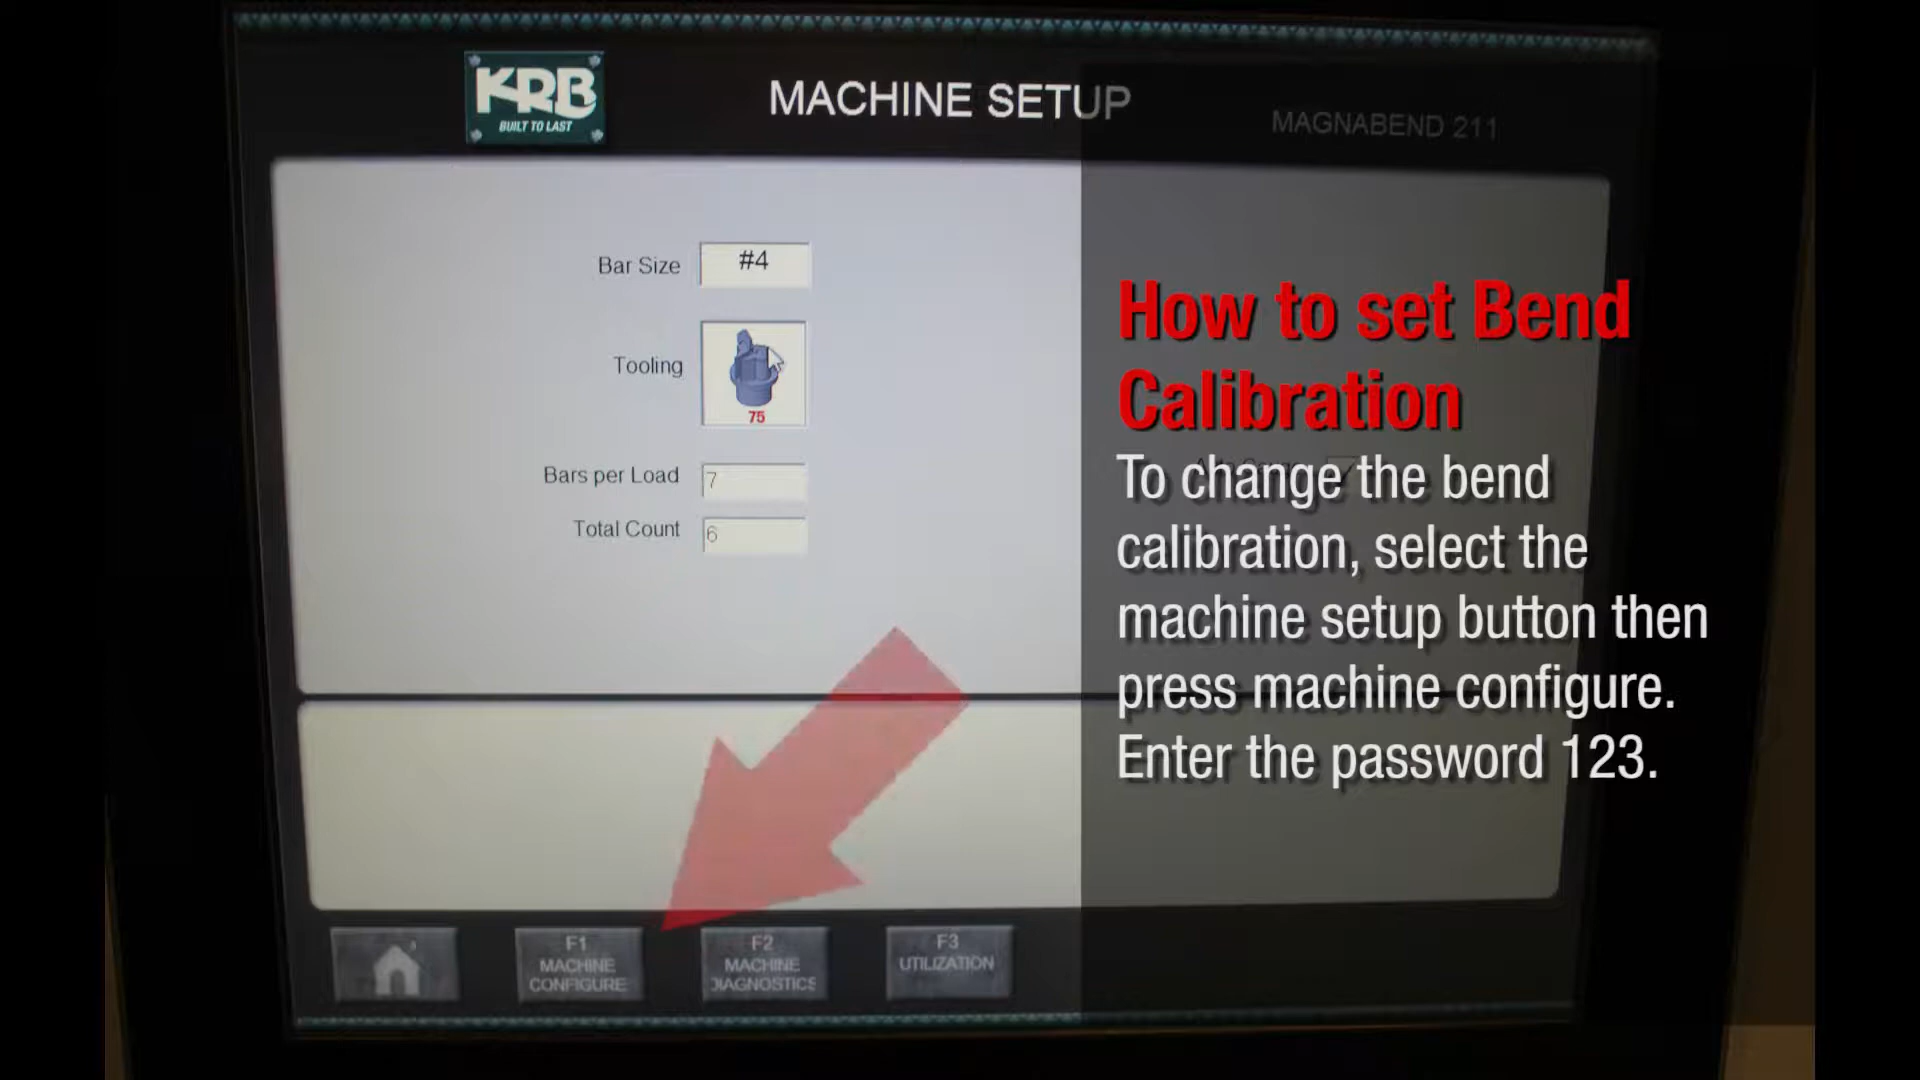 KRB
BUILT TO LAST
MACHINE SETUP
MAGNABEND 211
Bar Size #4
Tooling
75
Bars per Load 7
Total Count 6
How to set Bend
Calibration
To change the bend
calibration, select the
machine setup button then
press machine configure.
Enter the password 123.
F1
MACHINE
CONFIGURE
F2
MACHINE
DIAGNOSTICS
F3
UTILIZATION